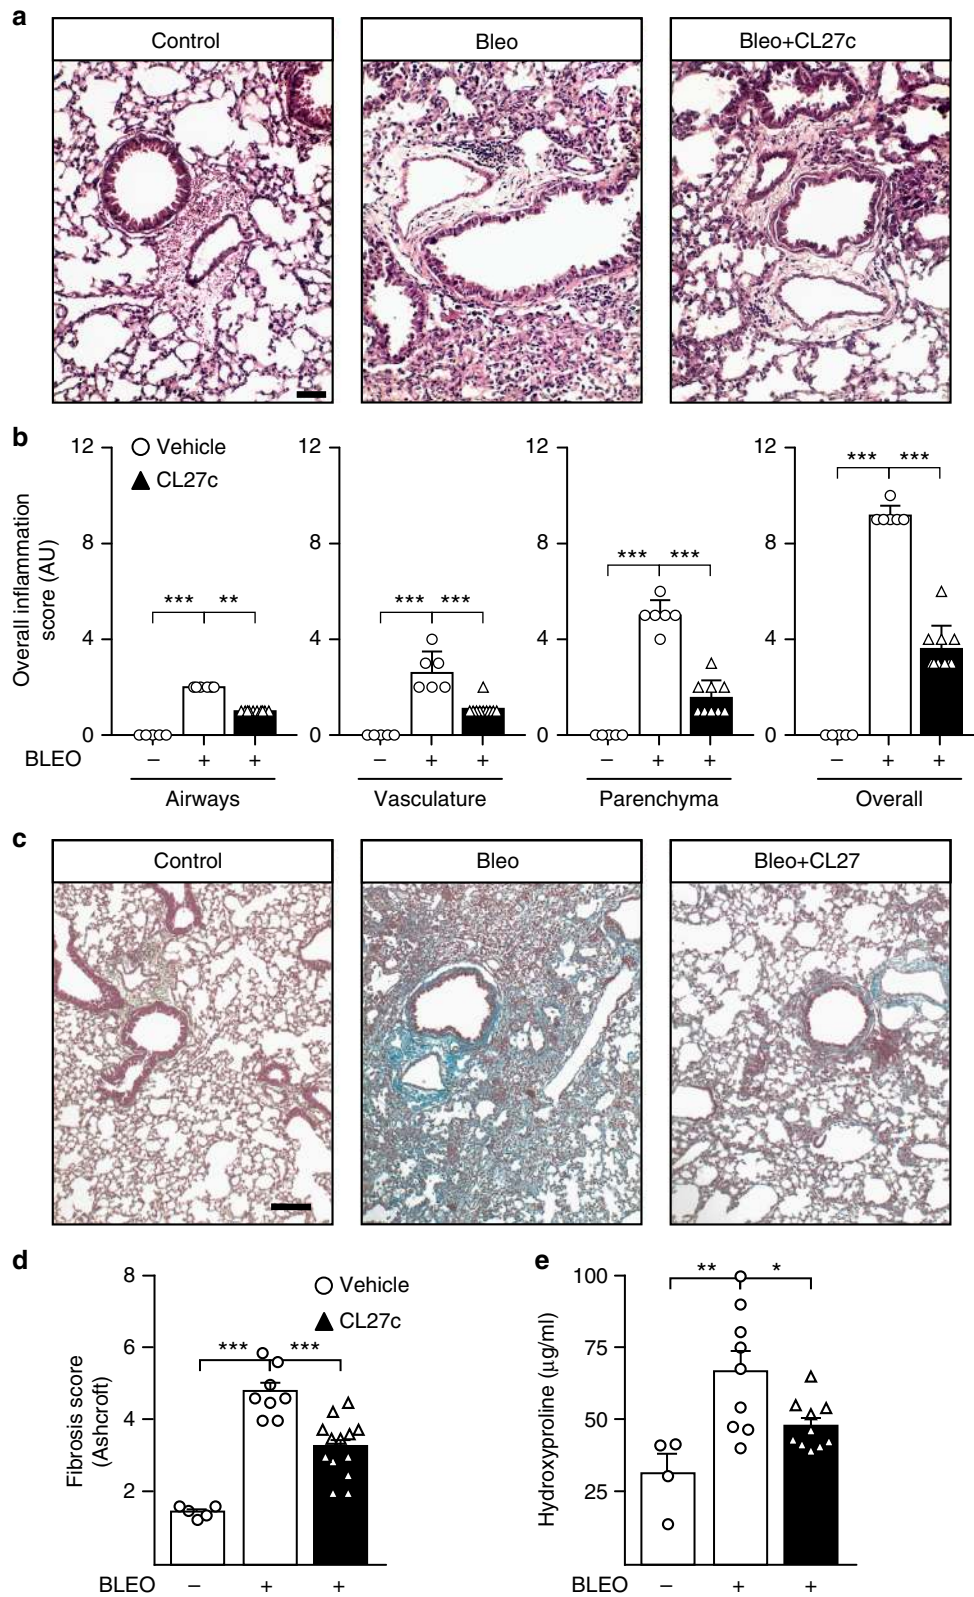 a
Control
Bleo
Bleo+CL27c
b
Overall inflammation
score (AU)
Vehicle
CL27c
12
8
4
0
*** **
12
8
4
0
*** ***
12
8
4
0
*** ***
12
8
4
0
*** ***
BLEO − + + − + + − + + − + +
Airways
Vasculature
Parenchyma
Overall
c
Control
Bleo
Bleo+CL27
d
Fibrosis score
(Ashcroft)
8
6
4
2
Vehicle
CL27c
*** ***
BLEO − + +
e
Hydroxyproline (μg/ml)
100
75
50
25
** *
BLEO − + +